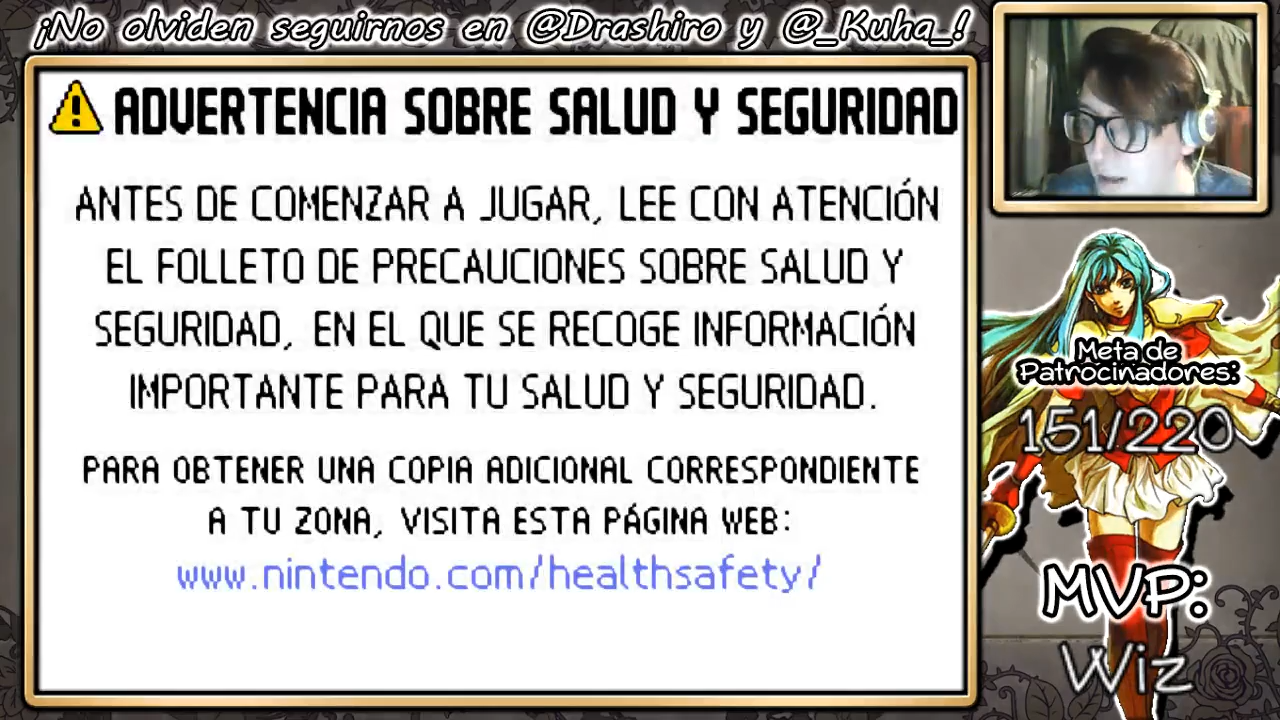 ¡No olviden seguirnos en @Drashiro y @_Kuha_!
ADVERTENCIA SOBRE SALUD Y SEGURIDAD
ANTES DE COMENZAR A JUGAR, LEE CON ATENCIÓN
EL FOLLETO DE PRECAUCIONES SOBRE SALUD Y
SEGURIDAD, EN EL QUE SE RECOGE INFORMACIÓN
IMPORTANTE PARA TU SALUD Y SEGURIDAD.
PARA OBTENER UNA COPIA ADICIONAL CORRESPONDIENTE
A TU ZONA, VISITA ESTA PÁGINA WEB:
www.nintendo.com/healthsafety/
Meta de
Patrocinadores:
151/220
MVP:
Wiz